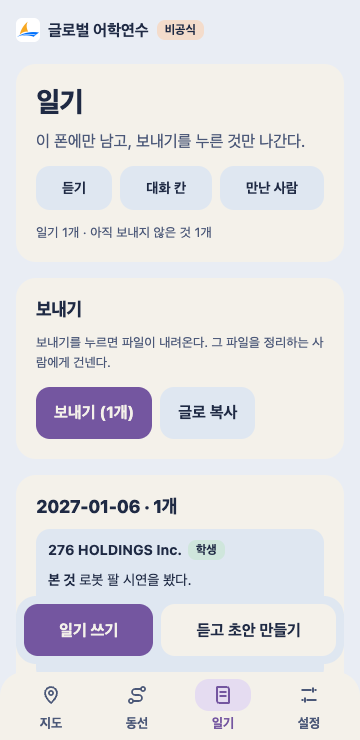 글로벌 어학연수 비공식
일기
이 폰에만 남고, 보내기를 누른 것만 나간다.
듣기 대화 칸 만난 사람
일기 1개 · 아직 보내지 않은 것 1개
보내기
보내기를 누르면 파일이 내려온다. 그 파일을 정리하는 사
람에게 건넨다.
보내기 (1개) 글로 복사
2027-01-06 · 1개
276 HOLDINGS Inc. 학생
본 것 로봇 팔 시연을 봤다.
일기 쓰기 듣고 초안 만들기
지도 동선 일기 설정